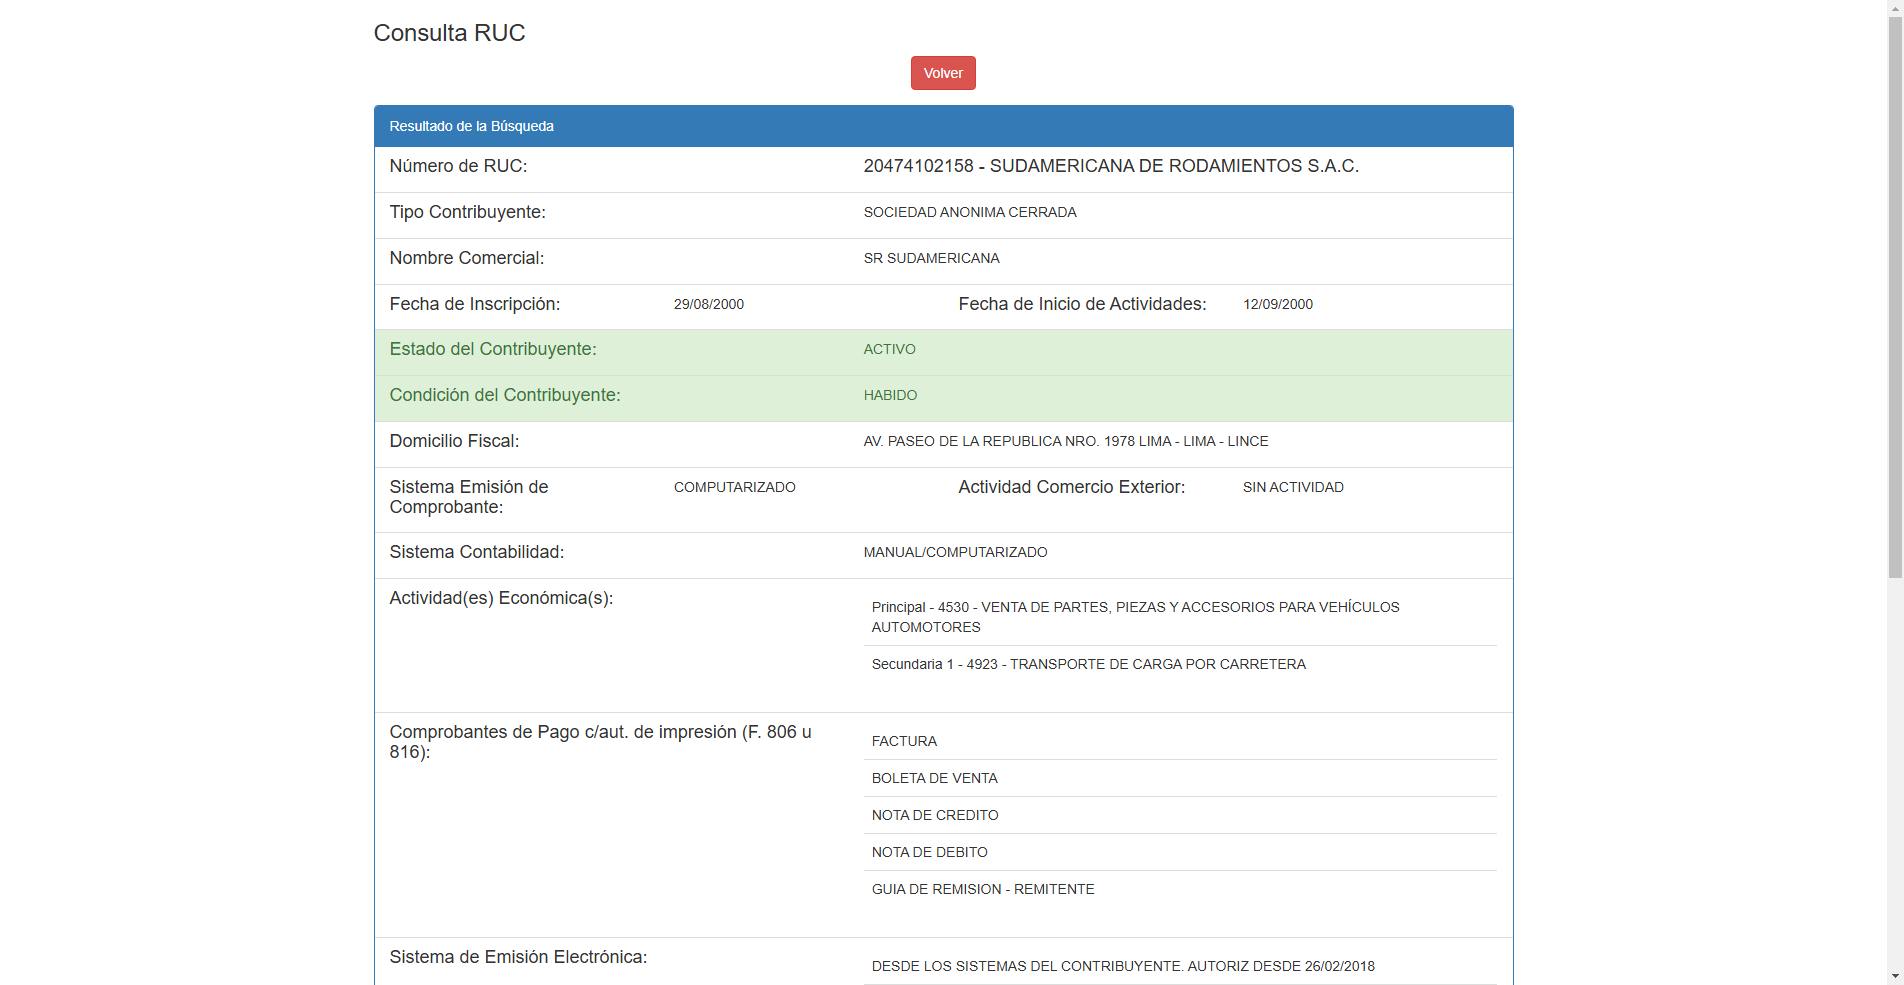 Consulta RUC
Volver
Resultado de la Búsqueda
Número de RUC: 20474102158 - SUDAMERICANA DE RODAMIENTOS S.A.C.
Tipo Contribuyente: SOCIEDAD ANONIMA CERRADA
Nombre Comercial: SR SUDAMERICANA
Fecha de Inscripción: 29/08/2000 Fecha de Inicio de Actividades: 12/09/2000
Estado del Contribuyente: ACTIVO
Condición del Contribuyente: HABIDO
Domicilio Fiscal: AV. PASEO DE LA REPUBLICA NRO. 1978 LIMA - LIMA - LINCE
Sistema Emisión de
Comprobante: COMPUTARIZADO Actividad Comercio Exterior: SIN ACTIVIDAD
Sistema Contabilidad: MANUAL/COMPUTARIZADO
Actividad(es) Económica(s):
Principal - 4530 - VENTA DE PARTES, PIEZAS Y ACCESORIOS PARA VEHÍCULOS
AUTOMOTORES
Secundaria 1 - 4923 - TRANSPORTE DE CARGA POR CARRETERA
Comprobantes de Pago c/aut. de impresión (F. 806 u
816):
FACTURA
BOLETA DE VENTA
NOTA DE CREDITO
NOTA DE DEBITO
GUIA DE REMISION - REMITENTE
Sistema de Emisión Electrónica:
DESDE LOS SISTEMAS DEL CONTRIBUYENTE. AUTORIZ DESDE 26/02/2018